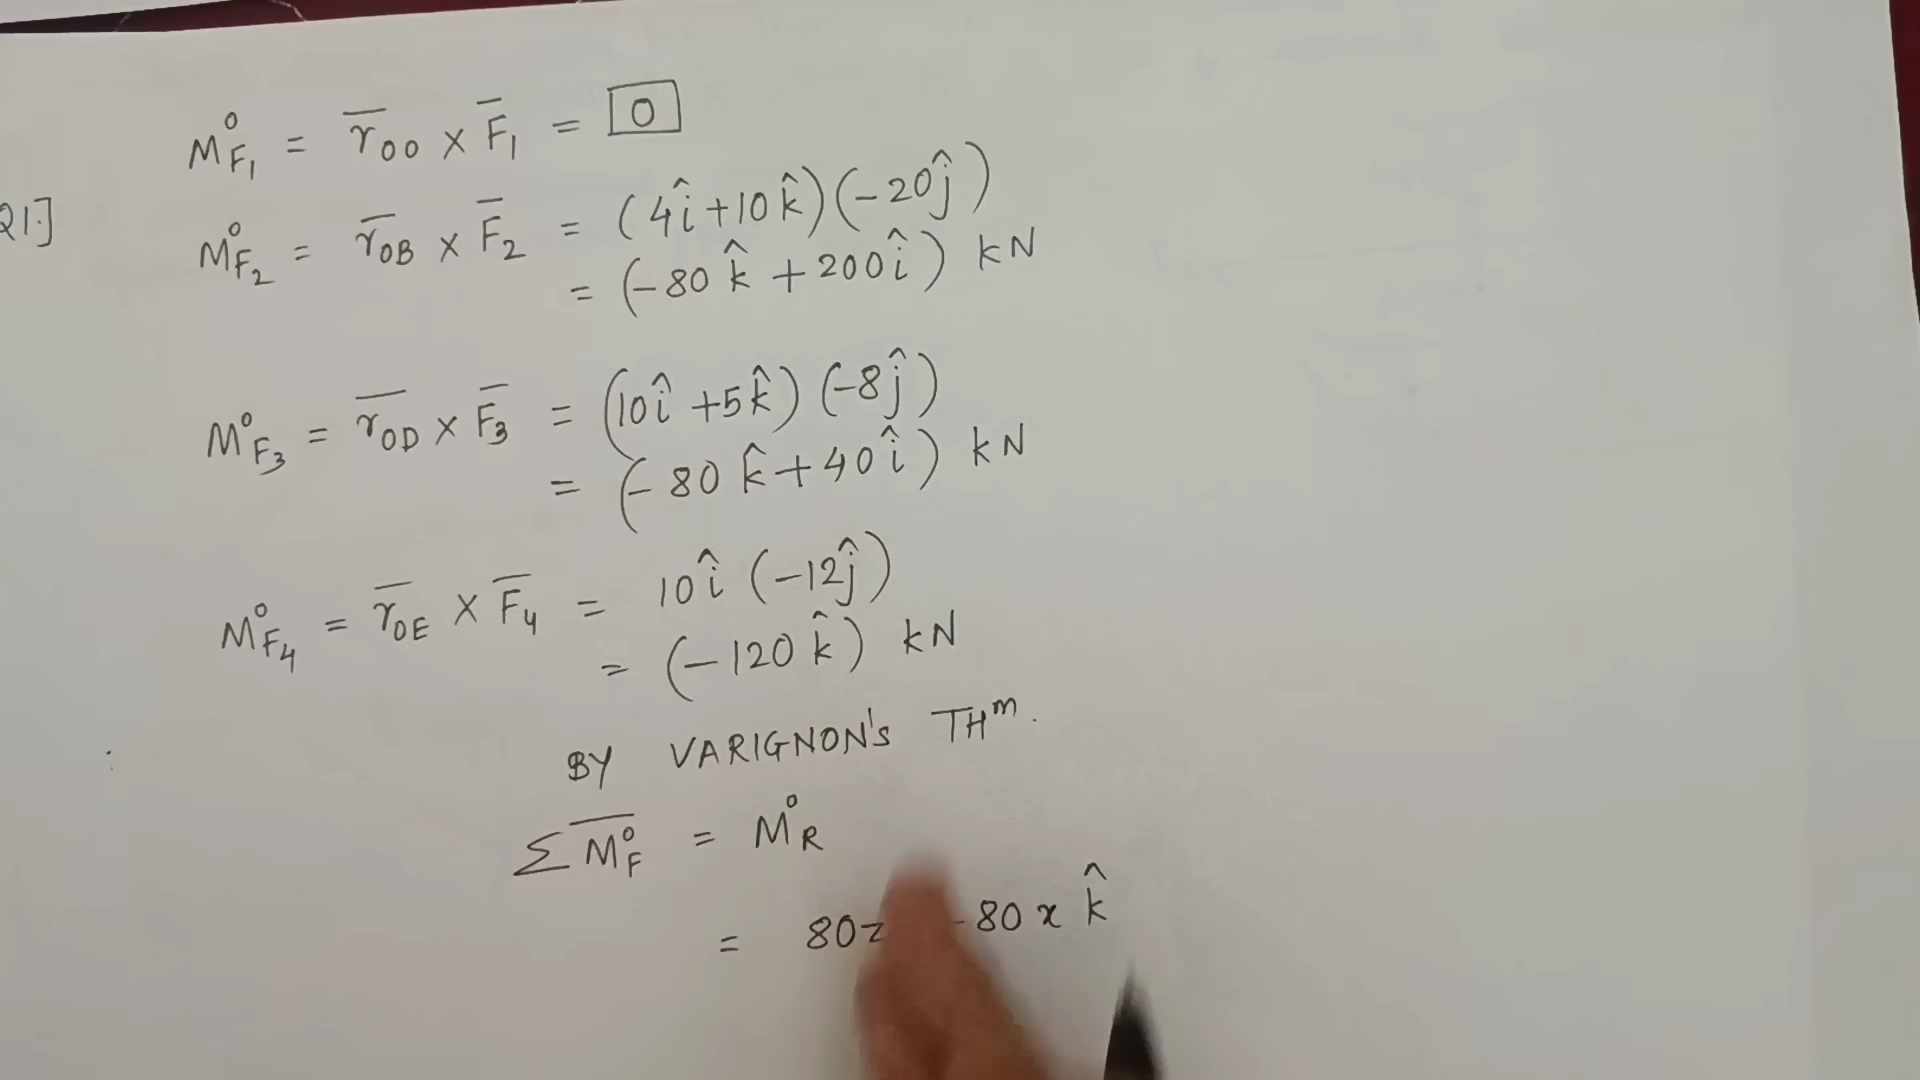 M°F₁ = r̄OO × F̄₁ = 0
Q1.]
M°F₂ = r̄OB × F̄₂ = (4î+10k̂)(-20ĵ)
= (-80k̂ +200î) kN
M°F₃ = r̄OD × F̄₃ = (10î +5k̂)(-8ĵ)
= (-80k̂+40î) kN
M°F₄ = r̄OE × F̄₄ = 10î (-12ĵ)
= (-120k̂) kN
BY VARIGNON's THᵐ.
Σ M̄°F = M°R
= 80z -80x k̂